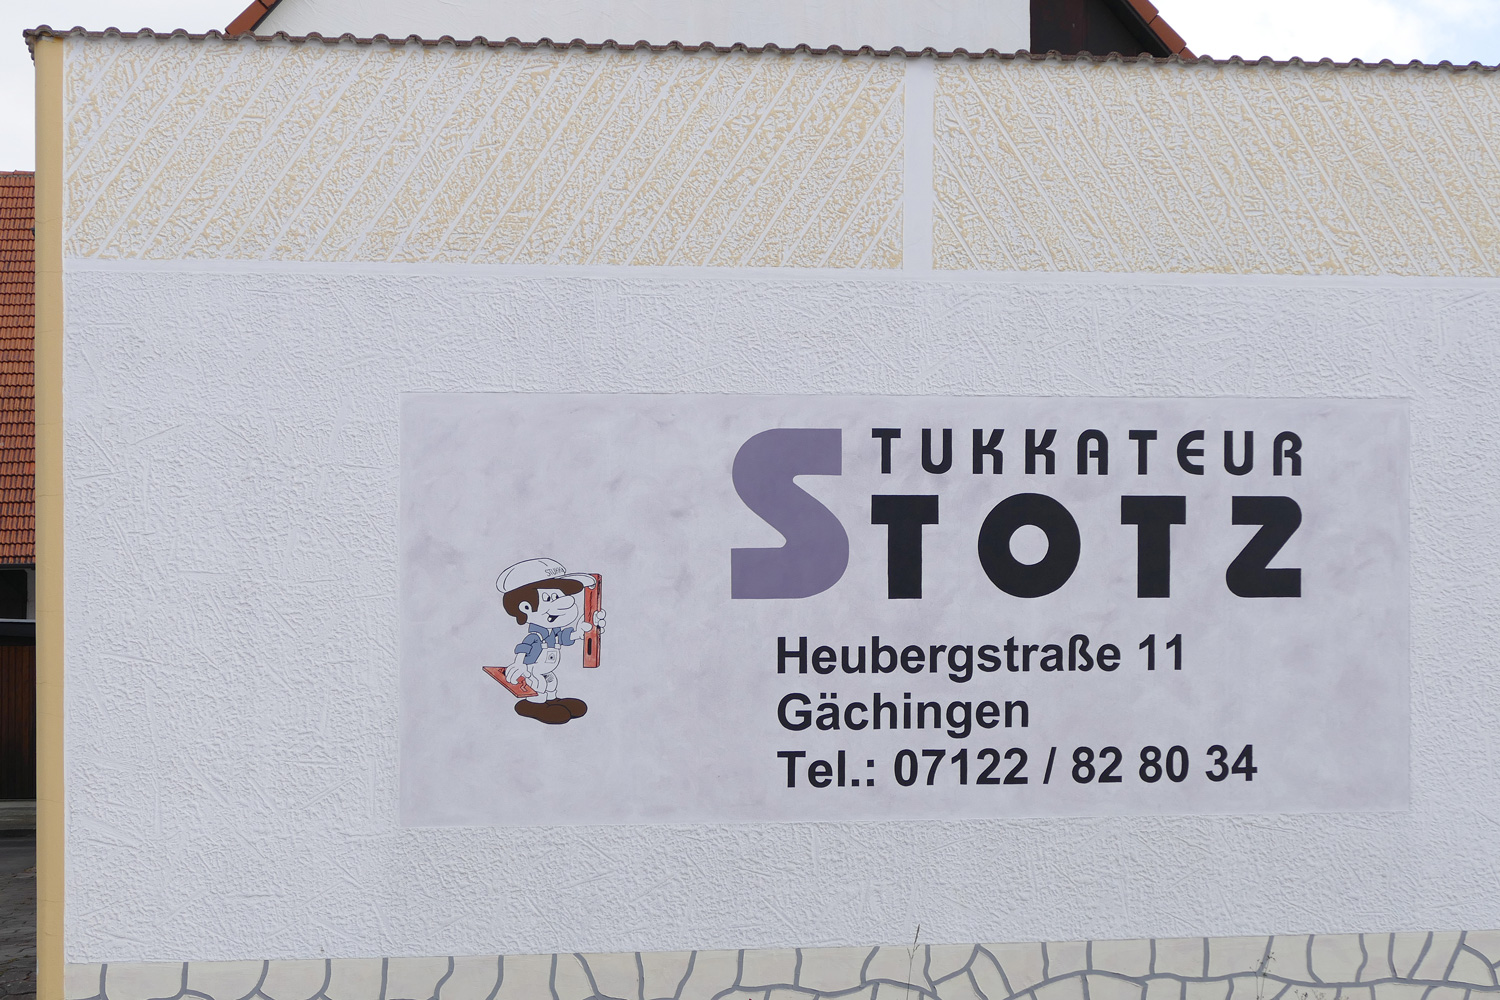 STUKKATEUR
STOTZ
Heubergstraße 11
Gächingen
Tel.: 07122 / 82 80 34